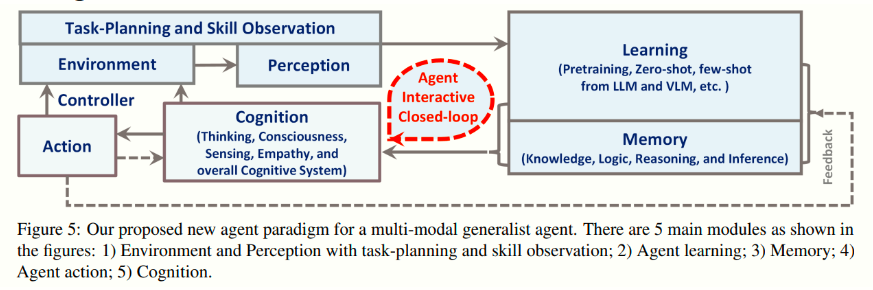 Task-Planning and Skill Observation
Environment
Perception
Controller
Action
Cognition
(Thinking, Consciousness,
Sensing, Empathy, and
overall Cognitive System)
Agent
Interactive
Closed-loop
Learning
(Pretraining, Zero-shot, few-shot
from LLM and VLM, etc. )
Memory
(Knowledge, Logic, Reasoning, and Inference)
Feedback
Figure 5: Our proposed new agent paradigm for a multi-modal generalist agent. There are 5 main modules as shown in
the figures: 1) Environment and Perception with task-planning and skill observation; 2) Agent learning; 3) Memory; 4)
Agent action; 5) Cognition.